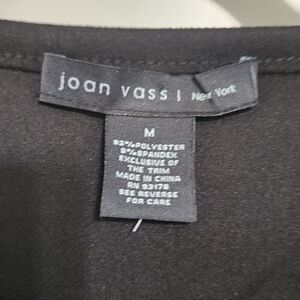 joan vass | New York
M
92%POLYESTER
8%SPANDEX
EXCLUSIVE OF
THE TRIM
MADE IN CHINA
RN 93178
SEE REVERSE
FOR CARE